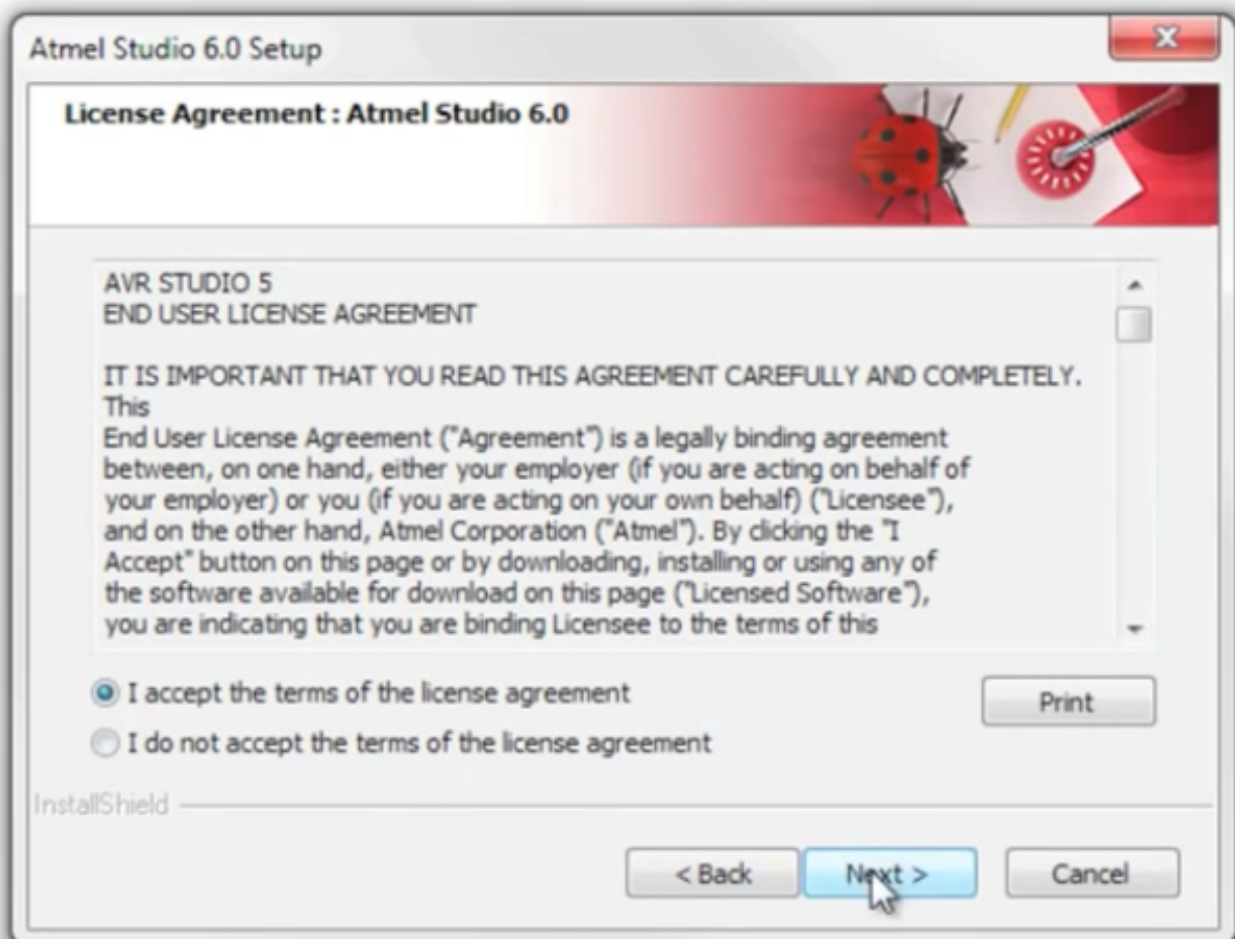 Atmel Studio 6.0 Setup
License Agreement : Atmel Studio 6.0
AVR STUDIO 5
END USER LICENSE AGREEMENT
IT IS IMPORTANT THAT YOU READ THIS AGREEMENT CAREFULLY AND COMPLETELY.
This
End User License Agreement ("Agreement") is a legally binding agreement
between, on one hand, either your employer (if you are acting on behalf of
your employer) or you (if you are acting on your own behalf) ("Licensee"),
and on the other hand, Atmel Corporation ("Atmel"). By clicking the "I
Accept" button on this page or by downloading, installing or using any of
the software available for download on this page ("Licensed Software"),
you are indicating that you are binding Licensee to the terms of this
I accept the terms of the license agreement
Print
I do not accept the terms of the license agreement
InstallShield
< Back Next > Cancel